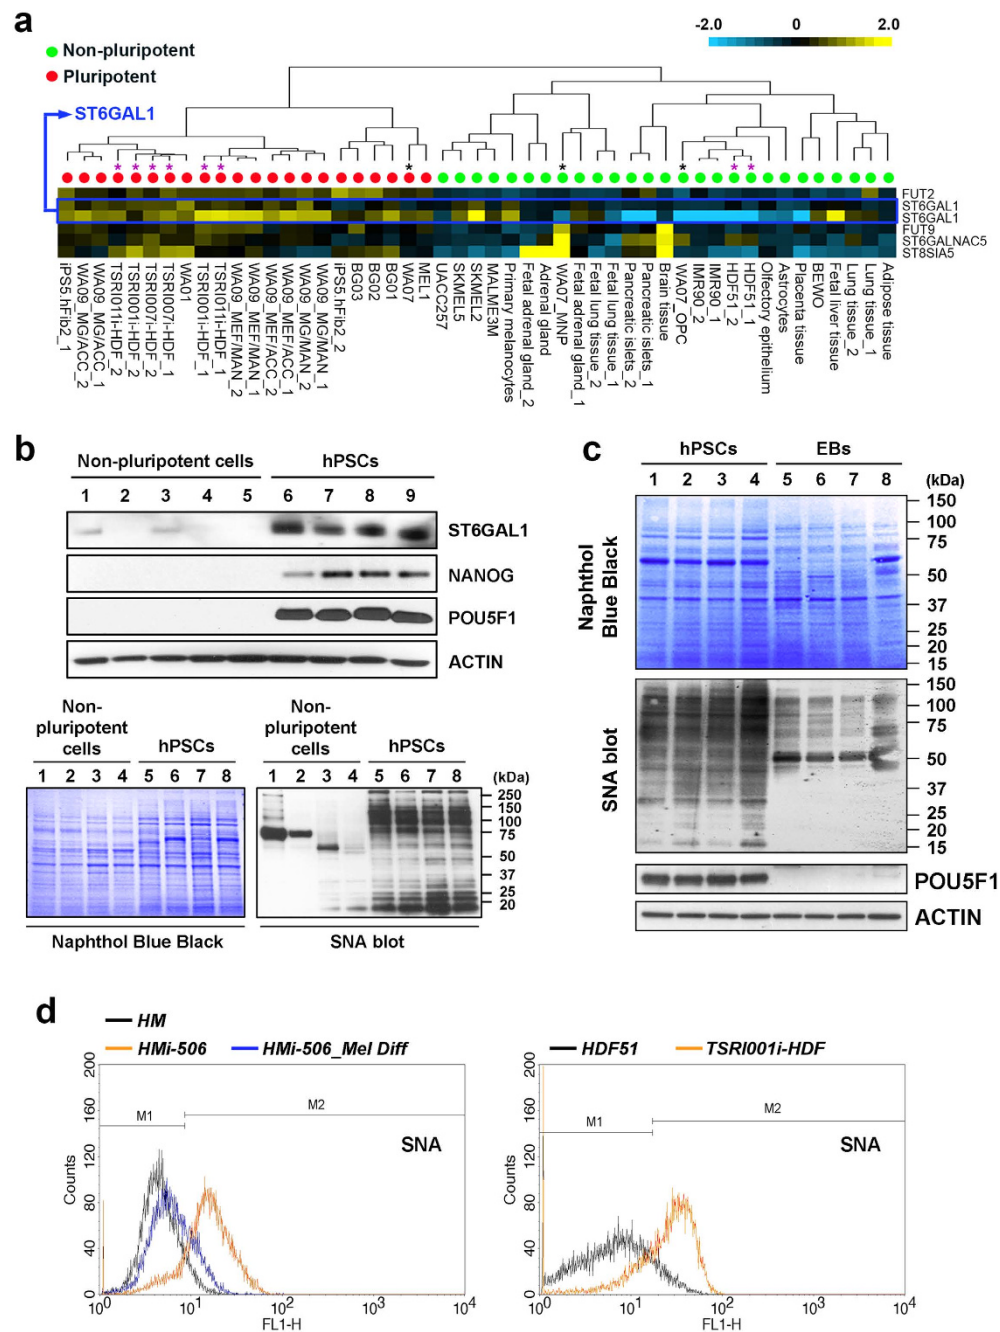 a
-2.0 0 2.0
Non-pluripotent
Pluripotent
ST6GAL1
* * * * * * * * * * *
FUT2
ST6GAL1
ST6GAL1
FUT9
ST6GALNAC5
ST8SIA5
iPS5.hFib2_1
WA09_MG/ACC_2
WA09_MG/ACC_1
TSRI011i-HDF_2
TSRI001i-HDF_2
TSRI007i-HDF_2
TSRI007i-HDF_1
WA01
TSRI001i-HDF_1
TSRI011i-HDF_1
WA09_MEF/MAN_2
WA09_MEF/MAN_1
WA09_MEF/ACC_2
WA09_MEF/ACC_1
WA09_MG/MAN_2
WA09_MG/MAN_1
iPS5.hFib2_2
BG03
BG02
BG01
WA07
MEL1
UACC257
SKMEL5
SKMEL2
MALME3M
Primary melanocytes
Fetal adrenal gland_2
Adrenal gland
WA07_MNP
Fetal adrenal gland_1
Fetal lung tissue_2
Fetal lung tissue_1
Pancreatic islets_2
Pancreatic islets_1
Brain tissue
WA07_OPC
IMR90_2
IMR90_1
HDF51_2
HDF51_1
Olfectory epithelium
Astrocytes
Placenta tissue
BEWO
Fetal liver tissue
Lung tissue_2
Lung tissue_1
Adipose tissue
b
Non-pluripotent cells hPSCs
1 2 3 4 5 6 7 8 9
ST6GAL1
NANOG
POU5F1
ACTIN
Non-
pluripotent
cells hPSCs
1 2 3 4 5 6 7 8
Naphthol Blue Black
Non-
pluripotent
cells hPSCs
1 2 3 4 5 6 7 8 (kDa)
250
150
100
75
50
37
25
20
SNA blot
c
hPSCs EBs
1 2 3 4 5 6 7 8 (kDa)
Naphthol
Blue Black
150
100
75
50
37
25
20
15
SNA blot
150
100
75
50
37
25
20
15
POU5F1
ACTIN
d
HM
HMi-506 HMi-506_Mel Diff
200
160
120
80
40
0
Counts
M1 M2
SNA
10⁰ 10¹ 10² 10³ 10⁴
FL1-H
HDF51 TSRI001i-HDF
200
160
120
80
40
0
Counts
M1 M2
SNA
10⁰ 10¹ 10² 10³ 10⁴
FL1-H